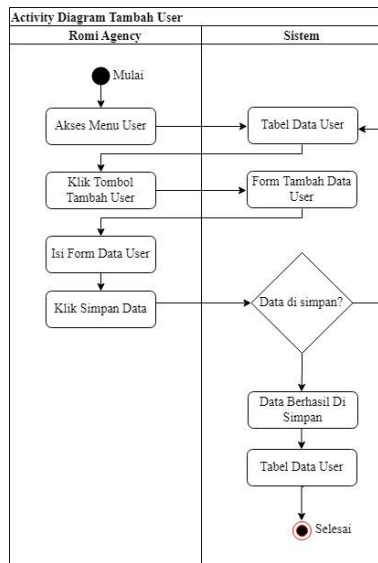 Activity Diagram Tambah User
Romi Agency
Sistem
Mulai
Akses Menu User
Tabel Data User
Klik Tombol
Tambah User
Form Tambah Data
User
Isi Form Data User
Klik Simpan Data
Data di simpan?
Data Berhasil Di
Simpan
Tabel Data User
Selesai